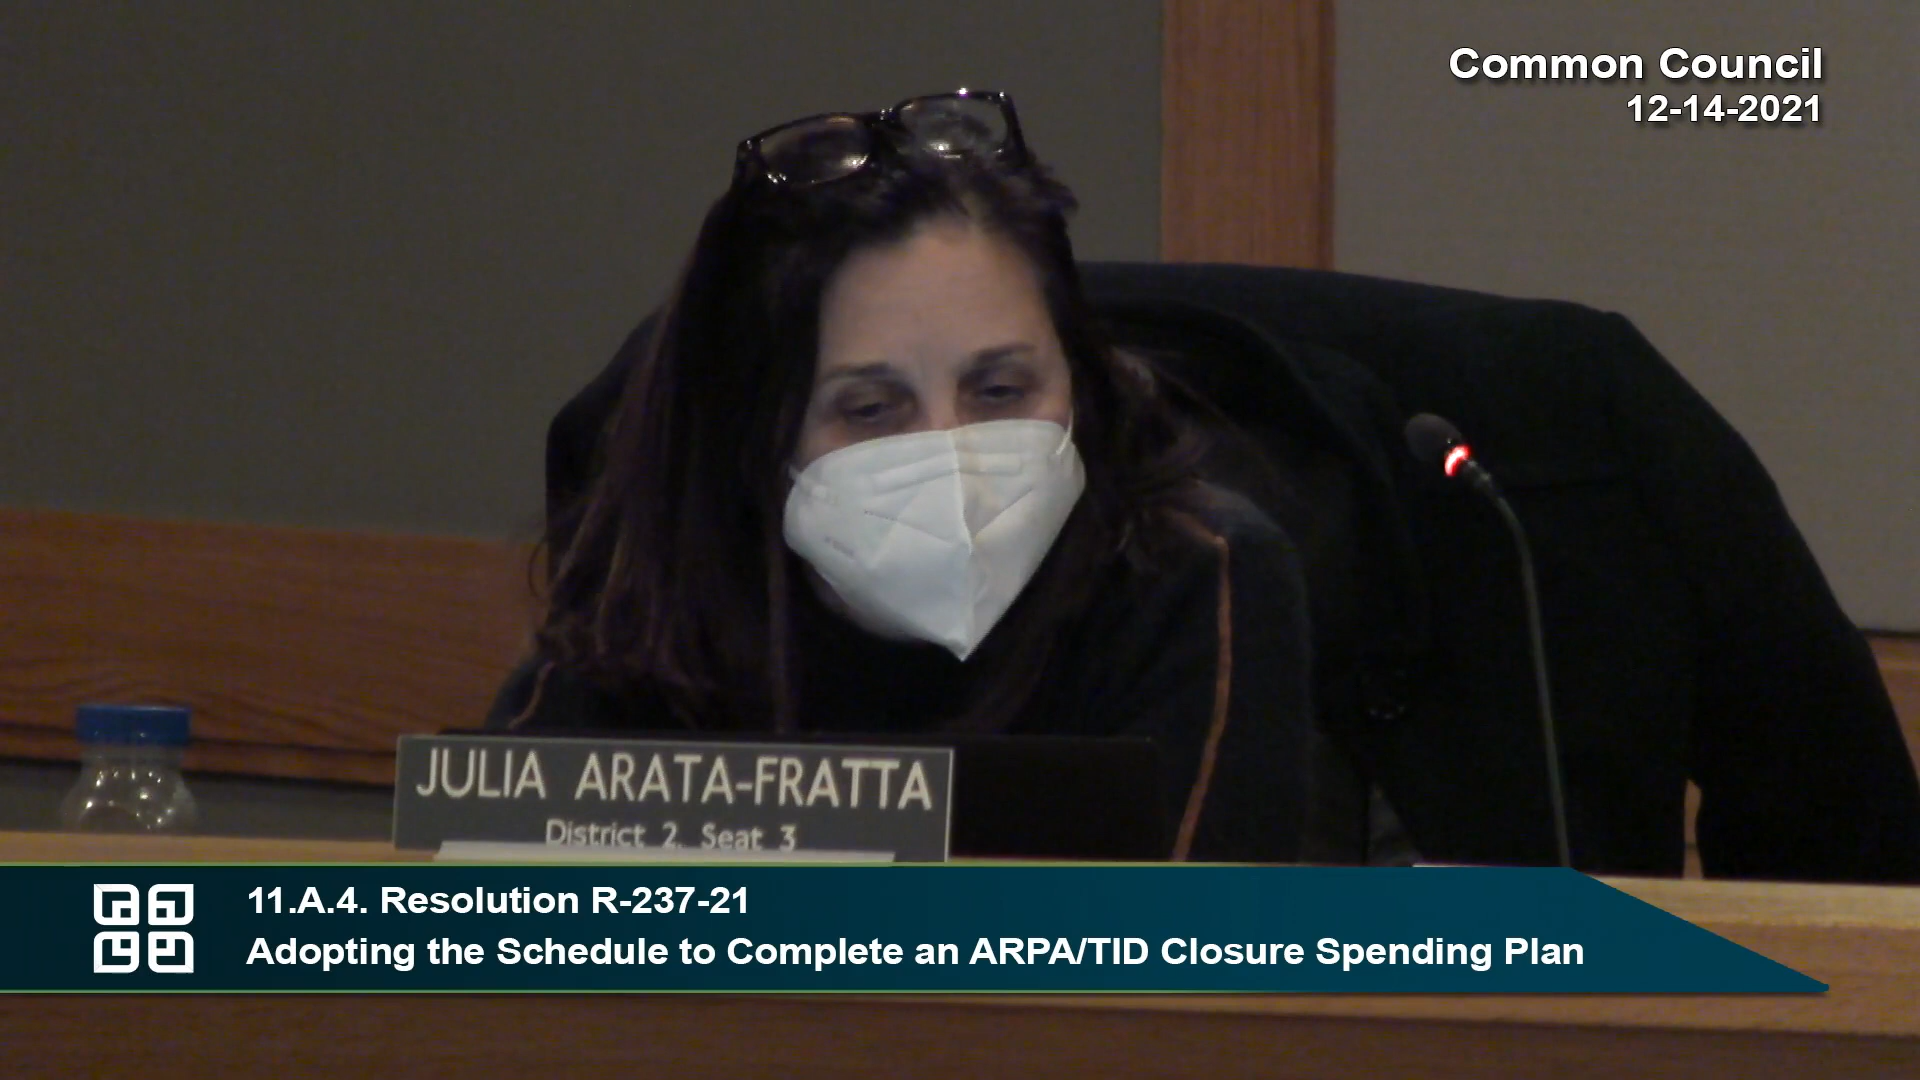 Common Council
12-14-2021
JULIA ARATA-FRATTA
District 2, Seat 3
11.A.4. Resolution R-237-21
Adopting the Schedule to Complete an ARPA/TID Closure Spending Plan